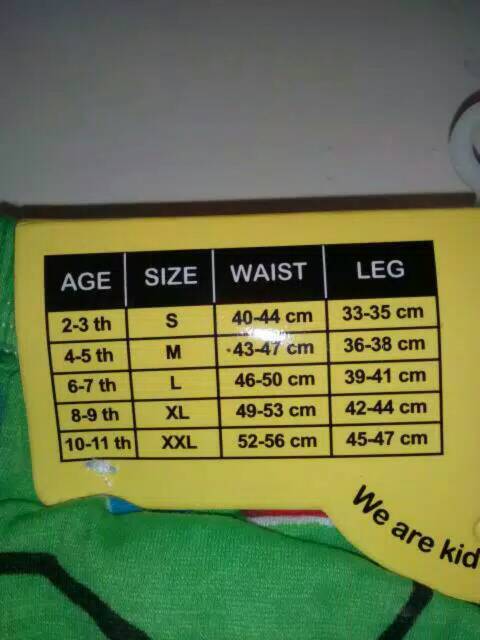 AGE SIZE WAIST LEG
2-3 th S 40-44 cm 33-35 cm
4-5 th M 43-47 cm 36-38 cm
6-7 th L 46-50 cm 39-41 cm
8-9 th XL 49-53 cm 42-44 cm
10-11 th XXL 52-56 cm 45-47 cm
We are kid